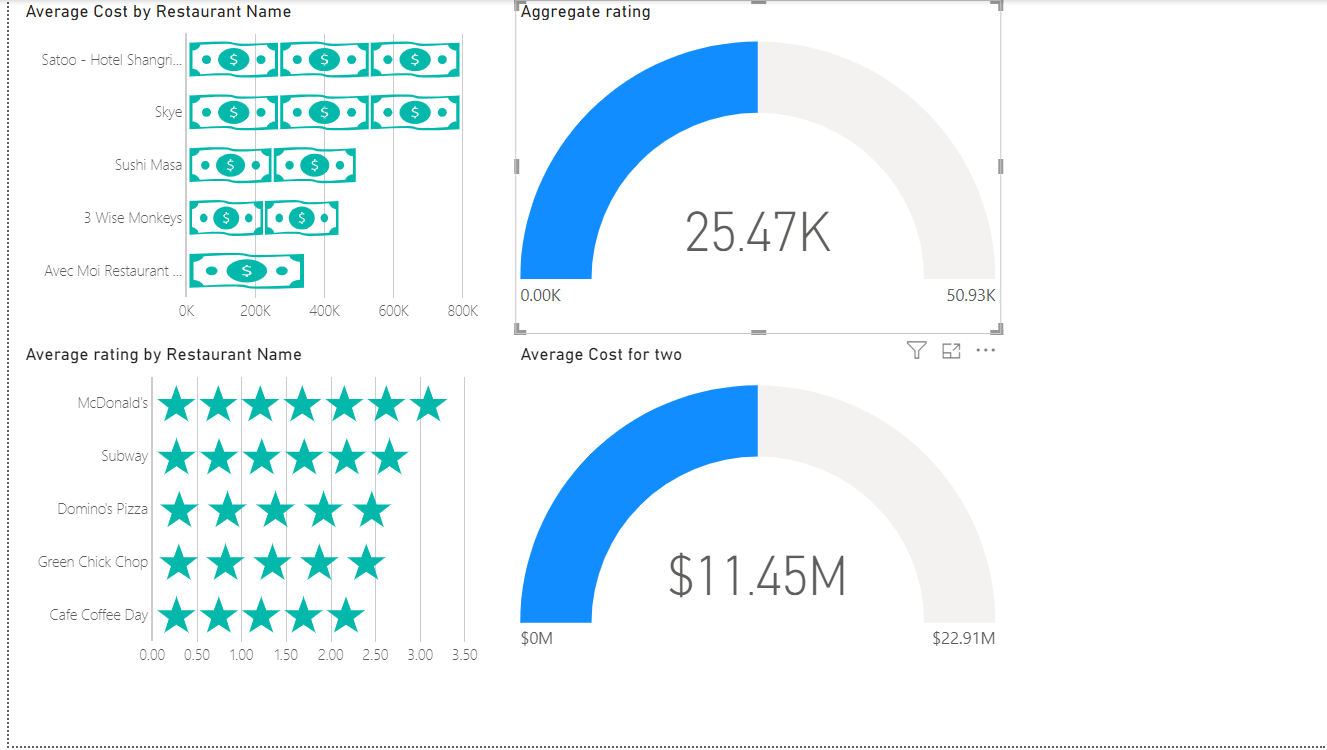 Average Cost by Restaurant Name
Satoo - Hotel Shangri...
Skye
Sushi Masa
3 Wise Monkeys
Avec Moi Restaurant ...
0K 200K 400K 600K 800K
Aggregate rating
25.47K
0.00K 50.93K
Average rating by Restaurant Name
McDonald's
Subway
Domino's Pizza
Green Chick Chop
Cafe Coffee Day
0.00 0.50 1.00 1.50 2.00 2.50 3.00 3.50
Average Cost for two
$11.45M
$0M $22.91M